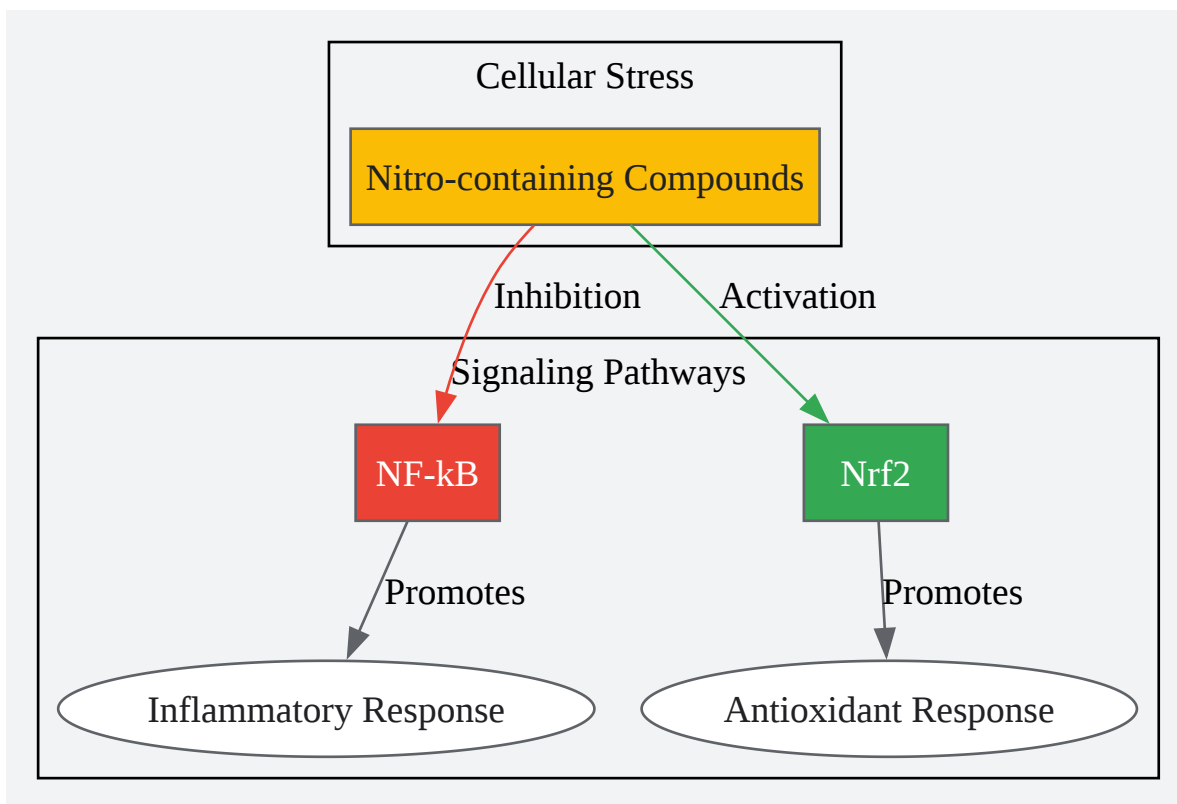 Cellular Stress
Nitro-containing Compounds
Inhibition
Activation
Signaling Pathways
NF-kB
Nrf2
Promotes
Promotes
Inflammatory Response
Antioxidant Response